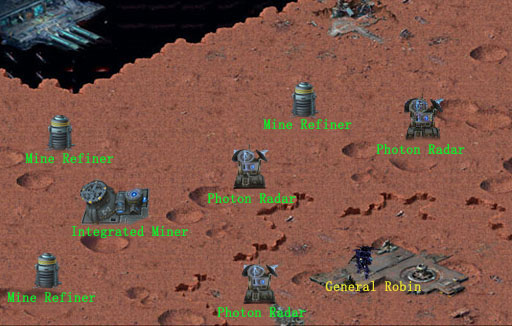 Mine Refiner
Photon Radar
Mine Refiner
Photon Radar
Integrated Miner
General Robin
Mine Refiner
Photon Radar